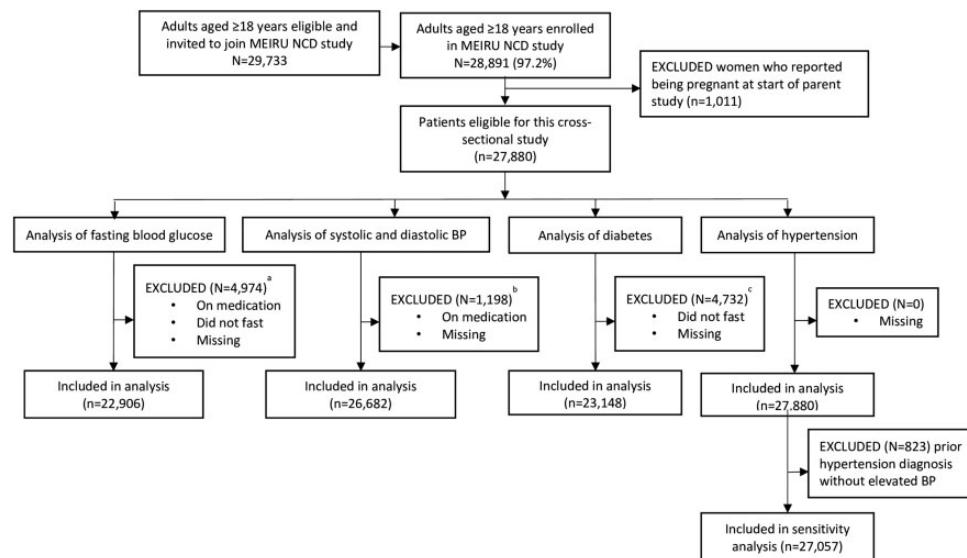 Adults aged ≥18 years eligible and
invited to join MEIRU NCD study
N=29,733
Adults aged ≥18 years enrolled
in MEIRU NCD study
N=28,891 (97.2%)
EXCLUDED women who reported
being pregnant at start of parent
study (n=1,011)
Patients eligible for this cross-
sectional study
(n=27,880)
Analysis of fasting blood glucose
Analysis of systolic and diastolic BP
Analysis of diabetes
Analysis of hypertension
EXCLUDED (N=4,974)a
• On medication
• Did not fast
• Missing
EXCLUDED (N=1,198)b
• On medication
• Missing
EXCLUDED (N=4,732)c
• Did not fast
• Missing
EXCLUDED (N=0)
• Missing
Included in analysis
(n=22,906)
Included in analysis
(n=26,682)
Included in analysis
(n=23,148)
Included in analysis
(n=27,880)
EXCLUDED (N=823) prior
hypertension diagnosis
without elevated BP
Included in sensitivity
analysis (n=27,057)